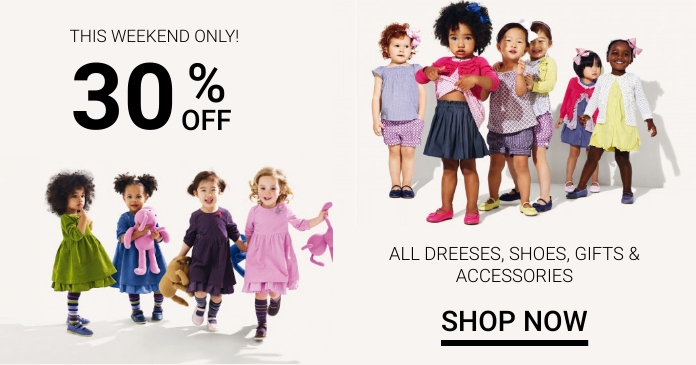 THIS WEEKEND ONLY!
30%
OFF
ALL DREESES, SHOES, GIFTS &
ACCESSORIES
SHOP NOW